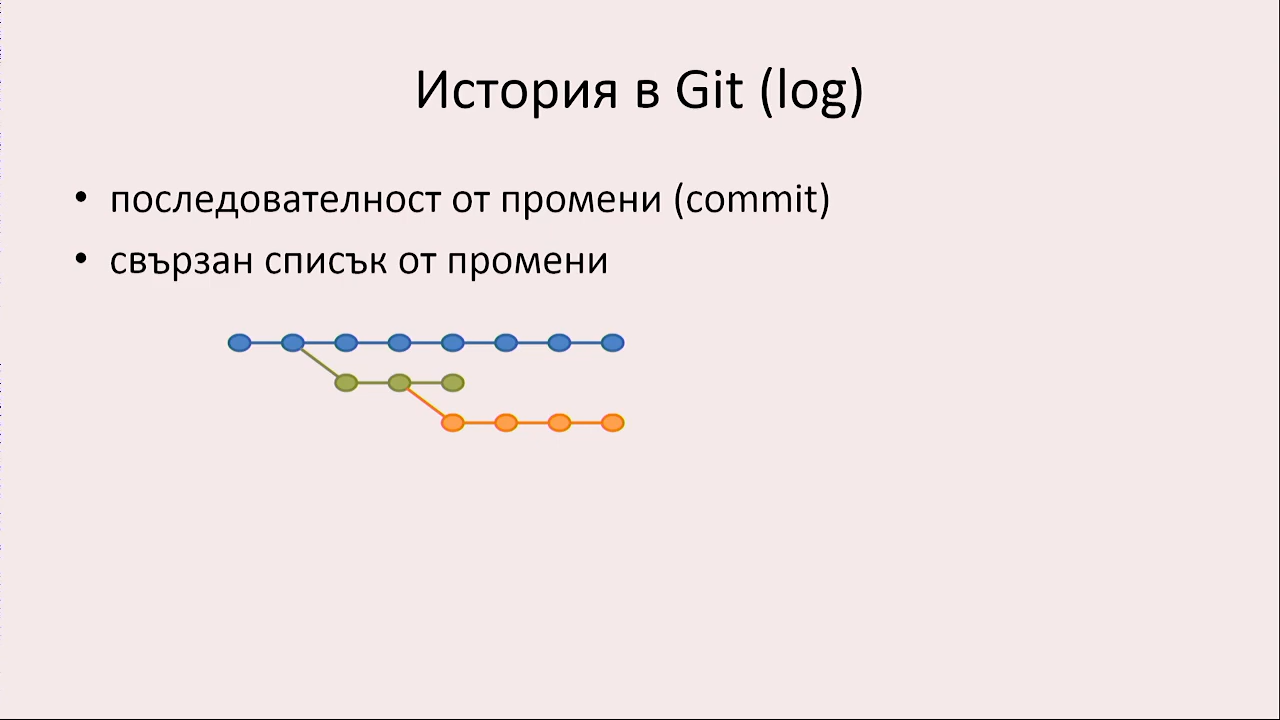 История в Git (log)
• последователност от промени (commit)
• свързан списък от промени